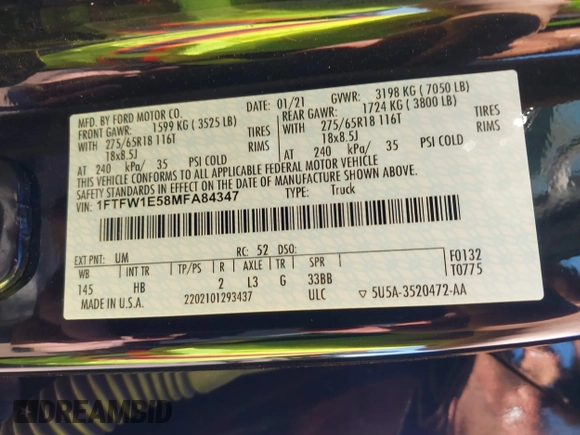 MFD. BY FORD MOTOR CO.
DATE: 01/21 GVWR: 3198 KG ( 7050 LB)
FRONT GAWR: 1599 KG ( 3525 LB)
REAR GAWR: 1724 KG ( 3800 LB)
WITH 275/65R18 116T TIRES
WITH 275/65R18 116T TIRES
18x8.5J RIMS
18x8.5J RIMS
AT 240 kPa/ 35 PSI COLD
AT 240 kPa/ 35 PSI COLD
THIS VEHICLE CONFORMS TO ALL APPLICABLE FEDERAL MOTOR VEHICLE
SAFETY STANDARDS IN EFFECT ON THE DATE OF MANUFACTURE SHOWN ABOVE.
VIN: 1FTFW1E58MFA84347 TYPE: Truck
EXT PNT: UM RC: 52 DSO: F0132
WB INT TR TP/PS R AXLE TR SPR T0775
145 HB 2 L3 G 33BB
MADE IN U.S.A. 2202101293437 ULC ▽ 5U5A-3520472-AA
DREAMBID